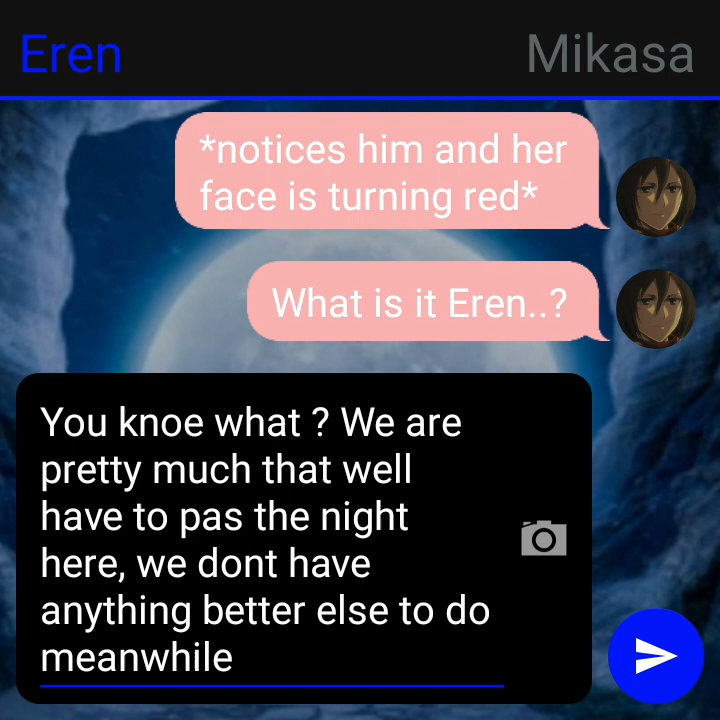 Eren Mikasa
*notices him and her
face is turning red*
What is it Eren..?
You knoe what ? We are
pretty much that well
have to pas the night
here, we dont have
anything better else to do
meanwhile